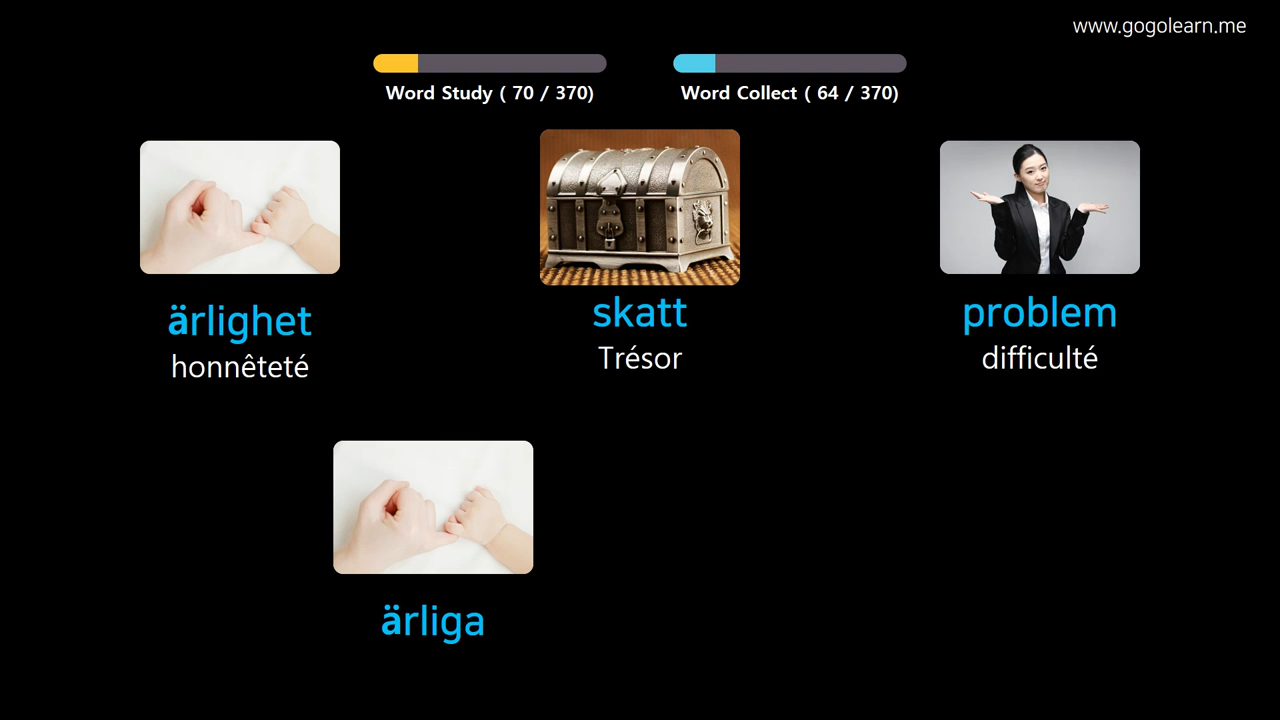 www.gogolearn.me
Word Study ( 70 / 370)
Word Collect ( 64 / 370)
ärlighet
honnêteté
skatt
Trésor
problem
difficulté
ärliga